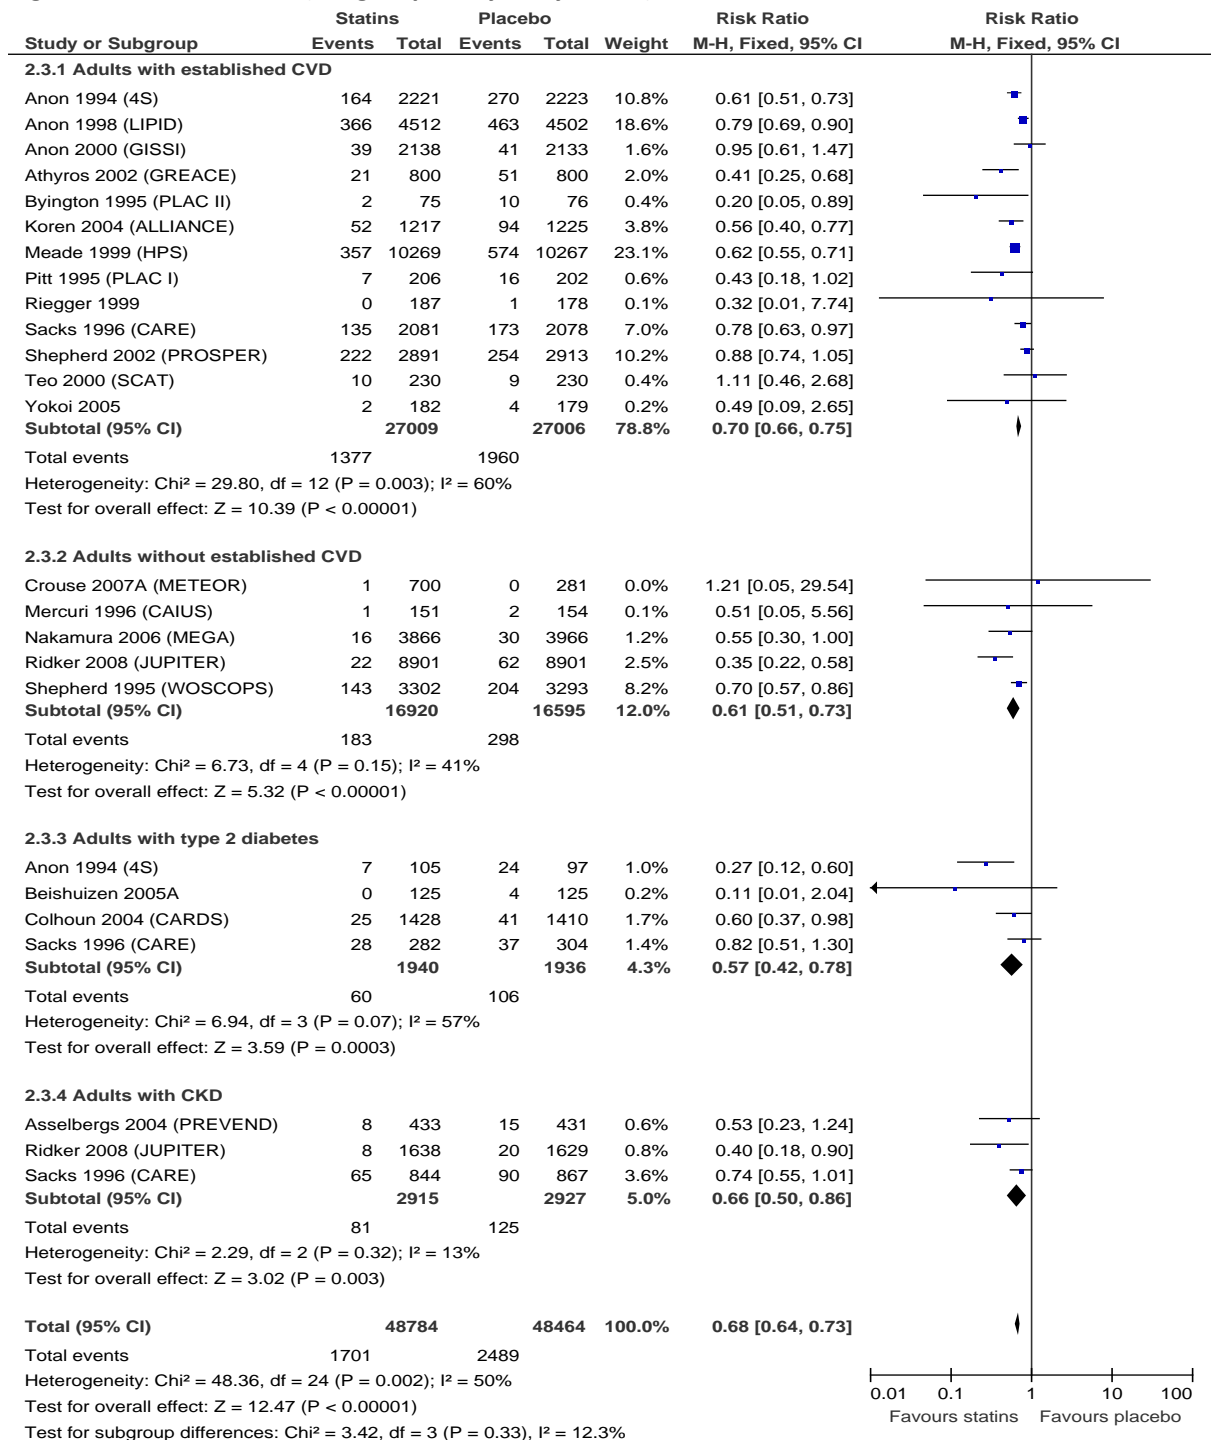 Statins Placebo Risk Ratio Risk Ratio
Study or Subgroup Events Total Events Total Weight M-H, Fixed, 95% CI M-H, Fixed, 95% CI
2.3.1 Adults with established CVD
Anon 1994 (4S) 164 2221 270 2223 10.8% 0.61 [0.51, 0.73]
Anon 1998 (LIPID) 366 4512 463 4502 18.6% 0.79 [0.69, 0.90]
Anon 2000 (GISSI) 39 2138 41 2133 1.6% 0.95 [0.61, 1.47]
Athyros 2002 (GREACE) 21 800 51 800 2.0% 0.41 [0.25, 0.68]
Byington 1995 (PLAC II) 2 75 10 76 0.4% 0.20 [0.05, 0.89]
Koren 2004 (ALLIANCE) 52 1217 94 1225 3.8% 0.56 [0.40, 0.77]
Meade 1999 (HPS) 357 10269 574 10267 23.1% 0.62 [0.55, 0.71]
Pitt 1995 (PLAC I) 7 206 16 202 0.6% 0.43 [0.18, 1.02]
Riegger 1999 0 187 1 178 0.1% 0.32 [0.01, 7.74]
Sacks 1996 (CARE) 135 2081 173 2078 7.0% 0.78 [0.63, 0.97]
Shepherd 2002 (PROSPER) 222 2891 254 2913 10.2% 0.88 [0.74, 1.05]
Teo 2000 (SCAT) 10 230 9 230 0.4% 1.11 [0.46, 2.68]
Yokoi 2005 2 182 4 179 0.2% 0.49 [0.09, 2.65]
Subtotal (95% CI) 27009 27006 78.8% 0.70 [0.66, 0.75]
Total events 1377 1960
Heterogeneity: Chi² = 29.80, df = 12 (P = 0.003); I² = 60%
Test for overall effect: Z = 10.39 (P < 0.00001)
2.3.2 Adults without established CVD
Crouse 2007A (METEOR) 1 700 0 281 0.0% 1.21 [0.05, 29.54]
Mercuri 1996 (CAIUS) 1 151 2 154 0.1% 0.51 [0.05, 5.56]
Nakamura 2006 (MEGA) 16 3866 30 3966 1.2% 0.55 [0.30, 1.00]
Ridker 2008 (JUPITER) 22 8901 62 8901 2.5% 0.35 [0.22, 0.58]
Shepherd 1995 (WOSCOPS) 143 3302 204 3293 8.2% 0.70 [0.57, 0.86]
Subtotal (95% CI) 16920 16595 12.0% 0.61 [0.51, 0.73]
Total events 183 298
Heterogeneity: Chi² = 6.73, df = 4 (P = 0.15); I² = 41%
Test for overall effect: Z = 5.32 (P < 0.00001)
2.3.3 Adults with type 2 diabetes
Anon 1994 (4S) 7 105 24 97 1.0% 0.27 [0.12, 0.60]
Beishuizen 2005A 0 125 4 125 0.2% 0.11 [0.01, 2.04]
Colhoun 2004 (CARDS) 25 1428 41 1410 1.7% 0.60 [0.37, 0.98]
Sacks 1996 (CARE) 28 282 37 304 1.4% 0.82 [0.51, 1.30]
Subtotal (95% CI) 1940 1936 4.3% 0.57 [0.42, 0.78]
Total events 60 106
Heterogeneity: Chi² = 6.94, df = 3 (P = 0.07); I² = 57%
Test for overall effect: Z = 3.59 (P = 0.0003)
2.3.4 Adults with CKD
Asselbergs 2004 (PREVEND) 8 433 15 431 0.6% 0.53 [0.23, 1.24]
Ridker 2008 (JUPITER) 8 1638 20 1629 0.8% 0.40 [0.18, 0.90]
Sacks 1996 (CARE) 65 844 90 867 3.6% 0.74 [0.55, 1.01]
Subtotal (95% CI) 2915 2927 5.0% 0.66 [0.50, 0.86]
Total events 81 125
Heterogeneity: Chi² = 2.29, df = 2 (P = 0.32); I² = 13%
Test for overall effect: Z = 3.02 (P = 0.003)
Total (95% CI) 48784 48464 100.0% 0.68 [0.64, 0.73]
Total events 1701 2489
Heterogeneity: Chi² = 48.36, df = 24 (P = 0.002); I² = 50%
0.01 0.1 1 10 100
Test for overall effect: Z = 12.47 (P < 0.00001)
Favours statins Favours placebo
Test for subgroup differences: Chi² = 3.42, df = 3 (P = 0.33), I² = 12.3%